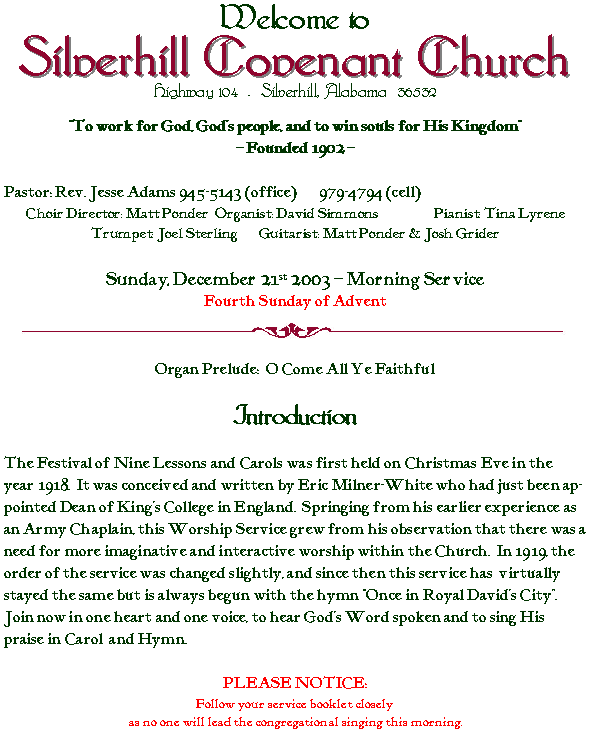 Welcome to
Silverhill Covenant Church
Highway 104 . Silverhill, Alabama 36532
"To work for God, God's people, and to win souls for His Kingdom"
– Founded 1902 –
Pastor: Rev. Jesse Adams 945-5143 (office) 979-4794 (cell)
Choir Director: Matt Ponder Organist: David Simmons Pianist: Tina Lyrene
Trumpet: Joel Sterling Guitarist: Matt Ponder & Josh Grider
Sunday, December 21st 2003 – Morning Service
Fourth Sunday of Advent
Organ Prelude: O Come All Ye Faithful
Introduction
The Festival of Nine Lessons and Carols was first held on Christmas Eve in the
year 1918. It was conceived and written by Eric Milner-White who had just been ap-
pointed Dean of King's College in England. Springing from his earlier experience as
an Army Chaplain, this Worship Service grew from his observation that there was a
need for more imaginative and interactive worship within the Church. In 1919, the
order of the service was changed slightly, and since then this service has virtually
stayed the same but is always begun with the hymn "Once in Royal David's City".
Join now in one heart and one voice, to hear God's Word spoken and to sing His
praise in Carol and Hymn.
PLEASE NOTICE:
Follow your service booklet closely
as no one will lead the congregational singing this morning.